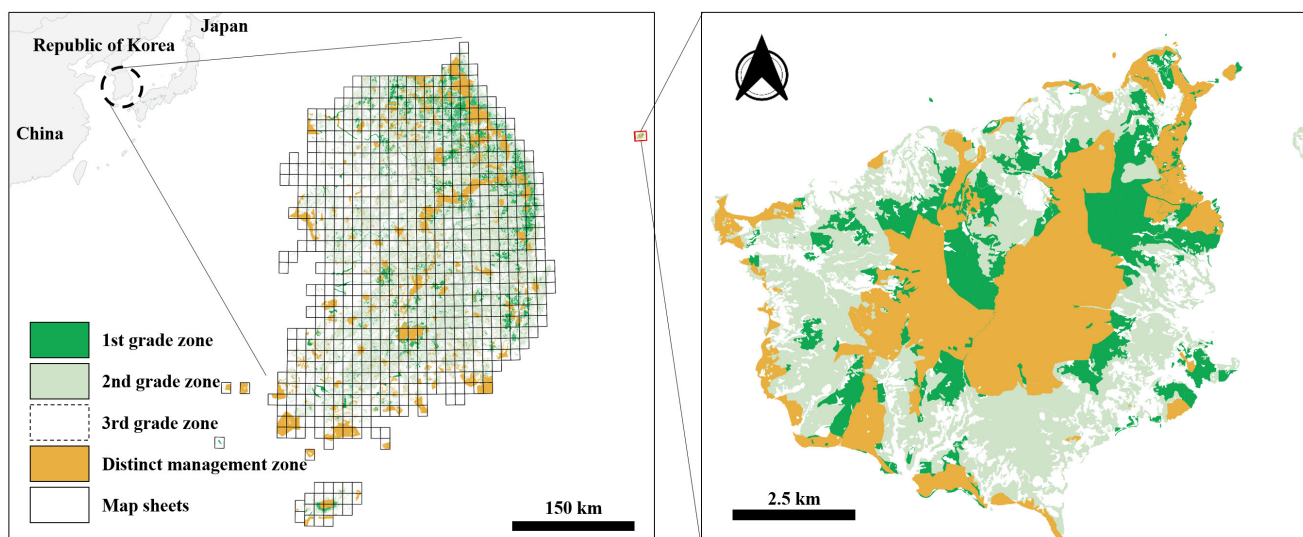 Japan
Republic of Korea
China
1st grade zone
2nd grade zone
3rd grade zone
Distinct management zone
Map sheets
150 km
2.5 km